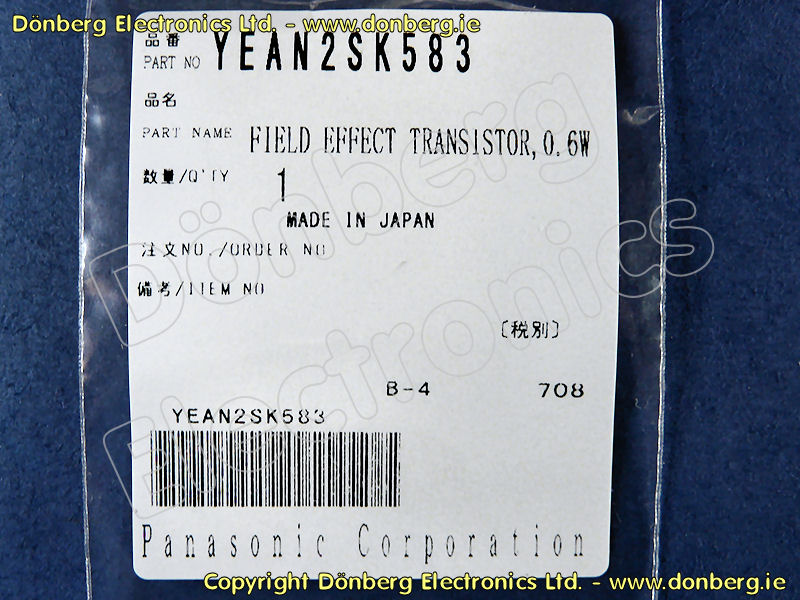 Dönberg Electronics Ltd. - www.donberg.ie
品番
PART NO YEAN2SK583
品名
PART NAME FIELD EFFECT TRANSISTOR, 0.6W
数量/Q'TY 1
MADE IN JAPAN
注文NO./ORDER NO
備考/ITEM NO
〔税別〕
B-4 708
YEAN2SK583
Panasonic Corporation
Dönberg
Electronics
Copyright Dönberg Electronics Ltd. - www.donberg.ie